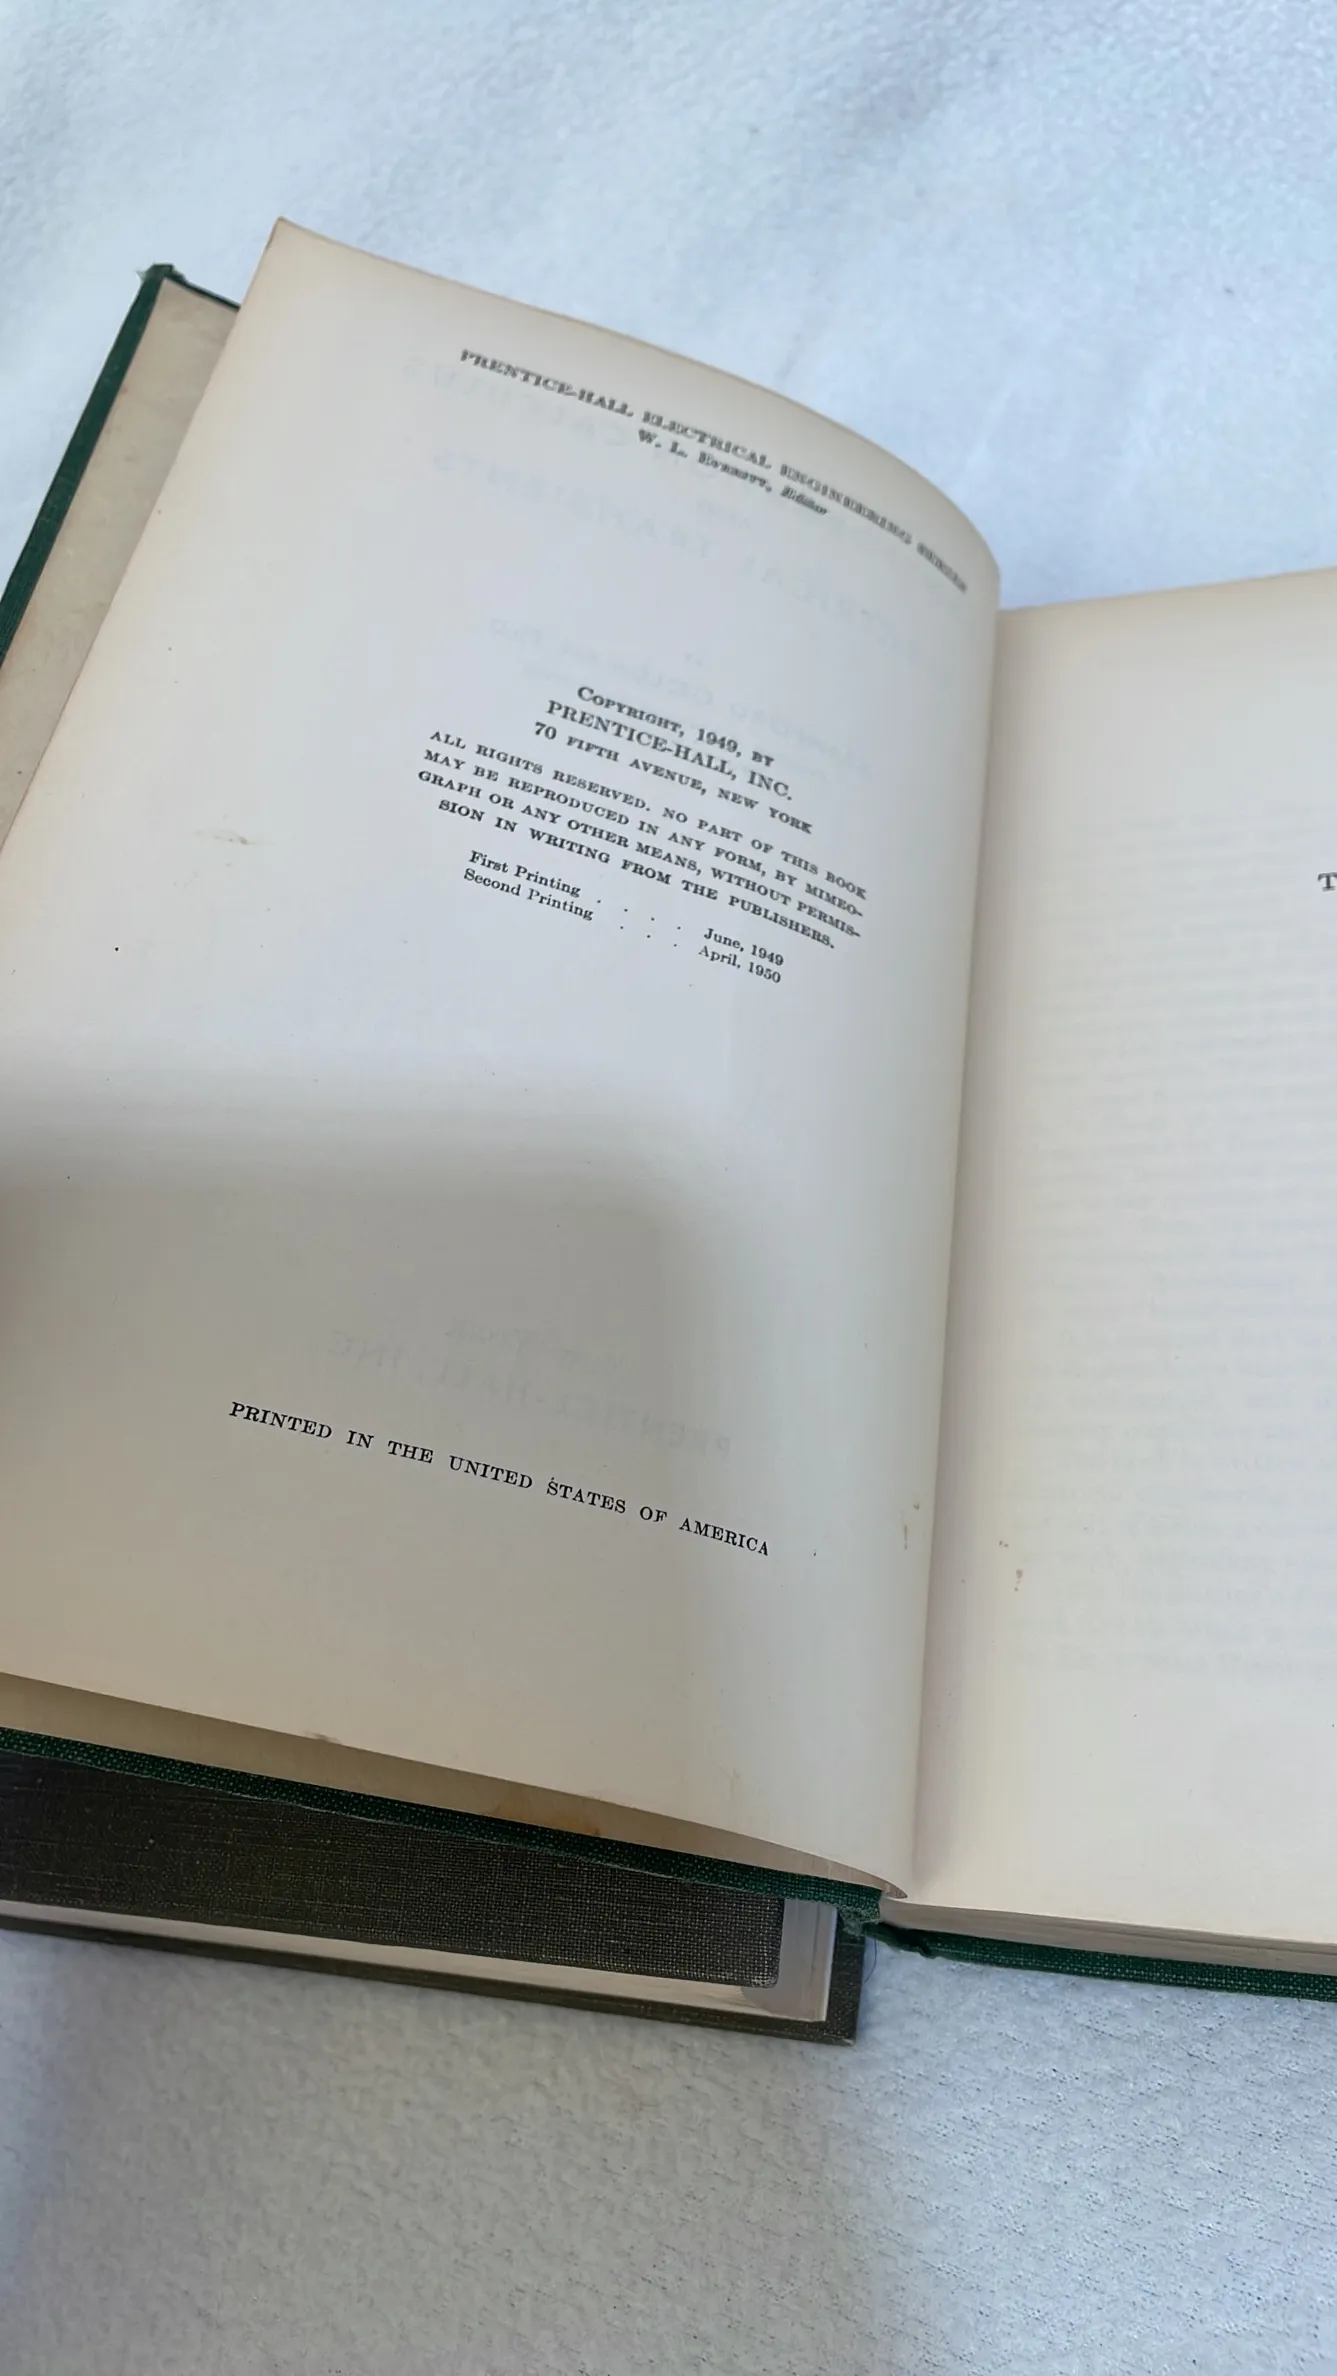 PRENTICE-HALL ELECTRICAL ENGINEERING SERIES
W. L. Everitt, Editor
Copyright, 1949, by
PRENTICE-HALL, INC.
70 FIFTH AVENUE, NEW YORK
ALL RIGHTS RESERVED. NO PART OF THIS BOOK
MAY BE REPRODUCED IN ANY FORM, BY MIMEO-
GRAPH OR ANY OTHER MEANS, WITHOUT PERMIS-
SION IN WRITING FROM THE PUBLISHERS.
First Printing . . . . June, 1949
Second Printing . . . April, 1950
PRINTED IN THE UNITED STATES OF AMERICA
T